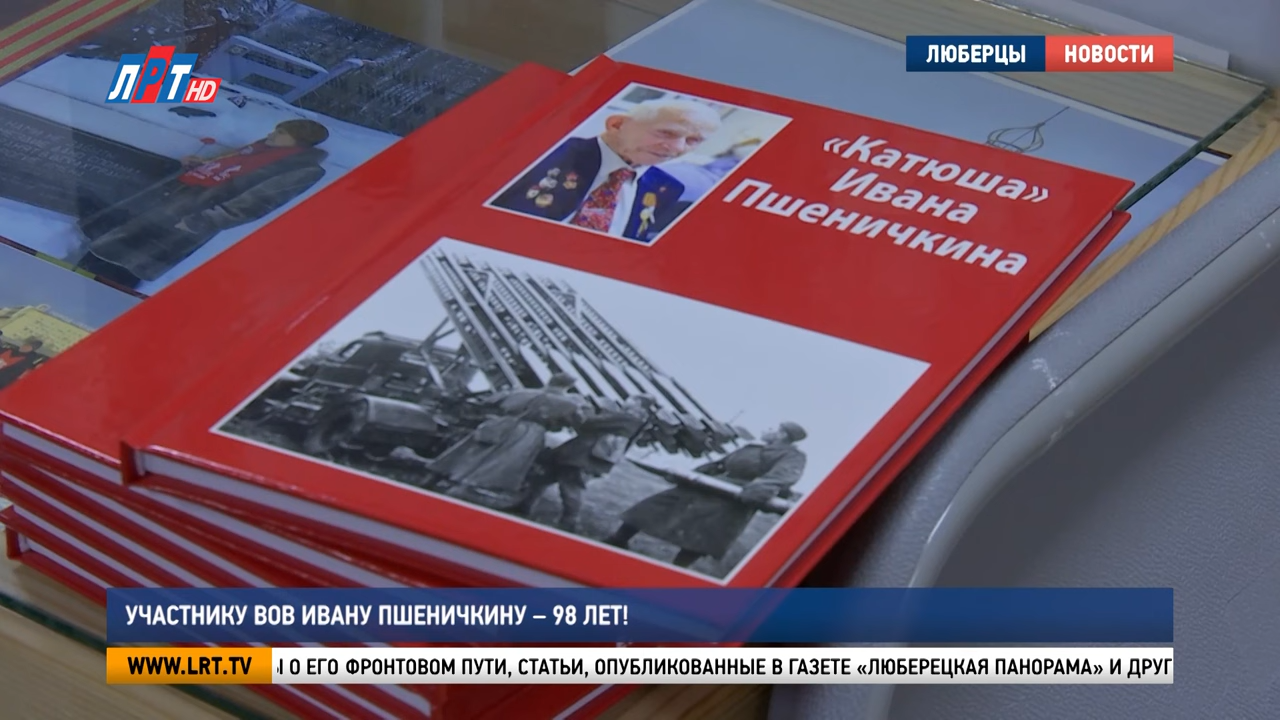 ЛРТ HD
ЛЮБЕРЦЫ НОВОСТИ
«Катюша»
Ивана
Пшеничкина
УЧАСТНИКУ ВОВ ИВАНУ ПШЕНИЧКИНУ – 98 ЛЕТ!
WWW.LRT.TV О ЕГО ФРОНТОВОМ ПУТИ, СТАТЬИ, ОПУБЛИКОВАННЫЕ В ГАЗЕТЕ «ЛЮБЕРЕЦКАЯ ПАНОРАМА» И ДРУГ